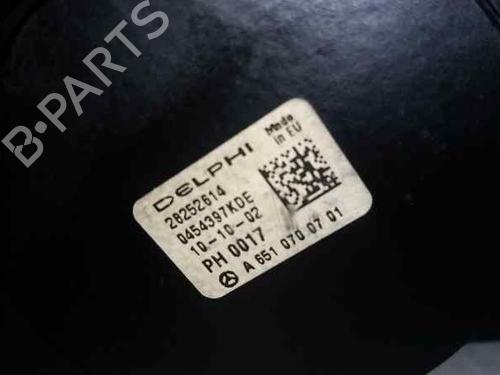 B-PARTS
DELPHI
Made
in EU
28252614
0454397KDE
10-10-02
PH 0017
A 651 070 07 01